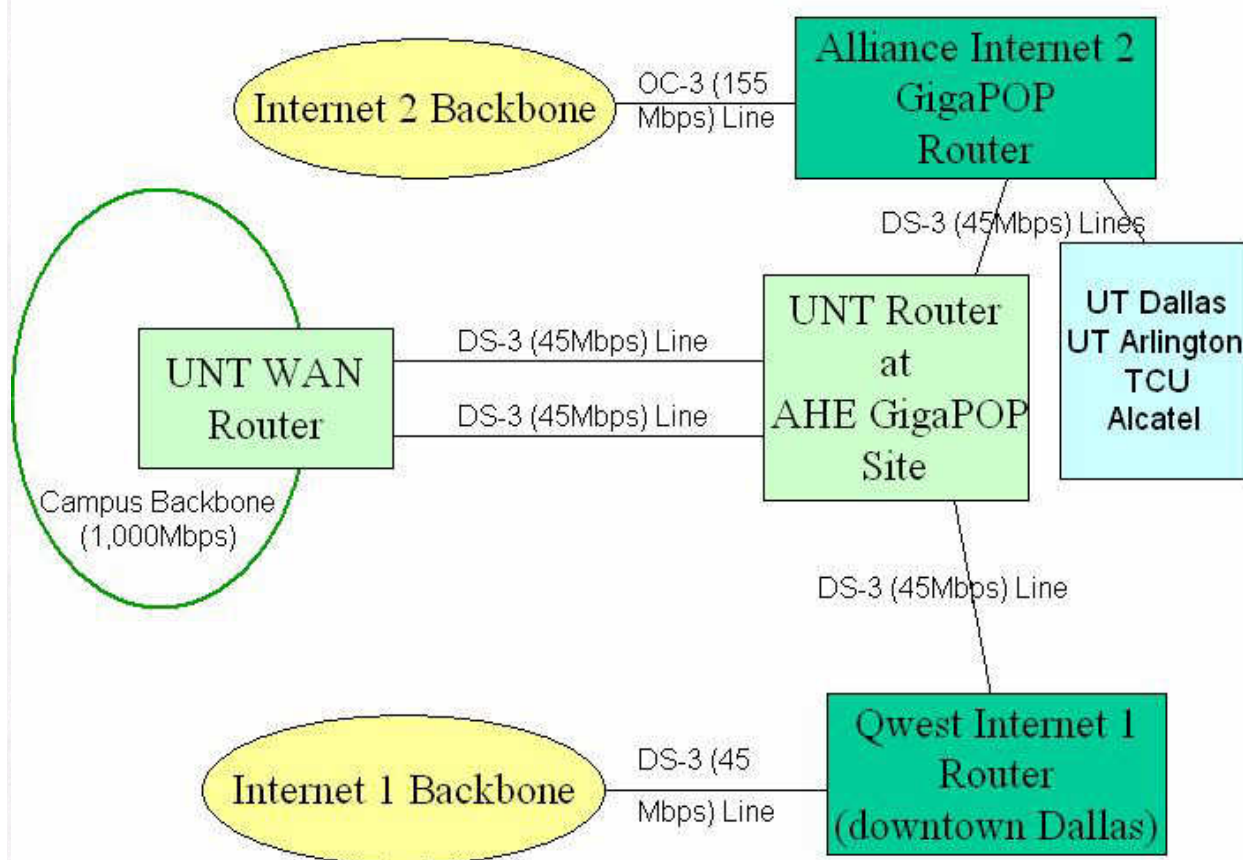 Internet 2 Backbone
OC-3 (155
Mbps) Line
Alliance Internet 2
GigaPOP
Router
DS-3 (45Mbps) Lines
UT Dallas
UT Arlington
TCU
Alcatel
UNT WAN
Router
DS-3 (45Mbps) Line
DS-3 (45Mbps) Line
UNT Router
at
AHE GigaPOP
Site
Campus Backbone
(1,000Mbps)
DS-3 (45Mbps) Line
Internet 1 Backbone
DS-3 (45
Mbps) Line
Qwest Internet 1
Router
(downtown Dallas)